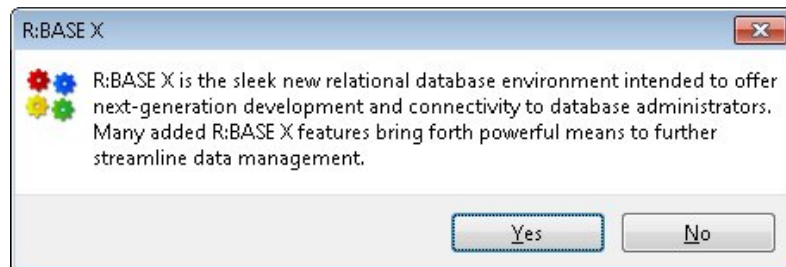 R:BASE X
R:BASE X is the sleek new relational database environment intended to offer
next-generation development and connectivity to database administrators.
Many added R:BASE X features bring forth powerful means to further
streamline data management.
Yes
No